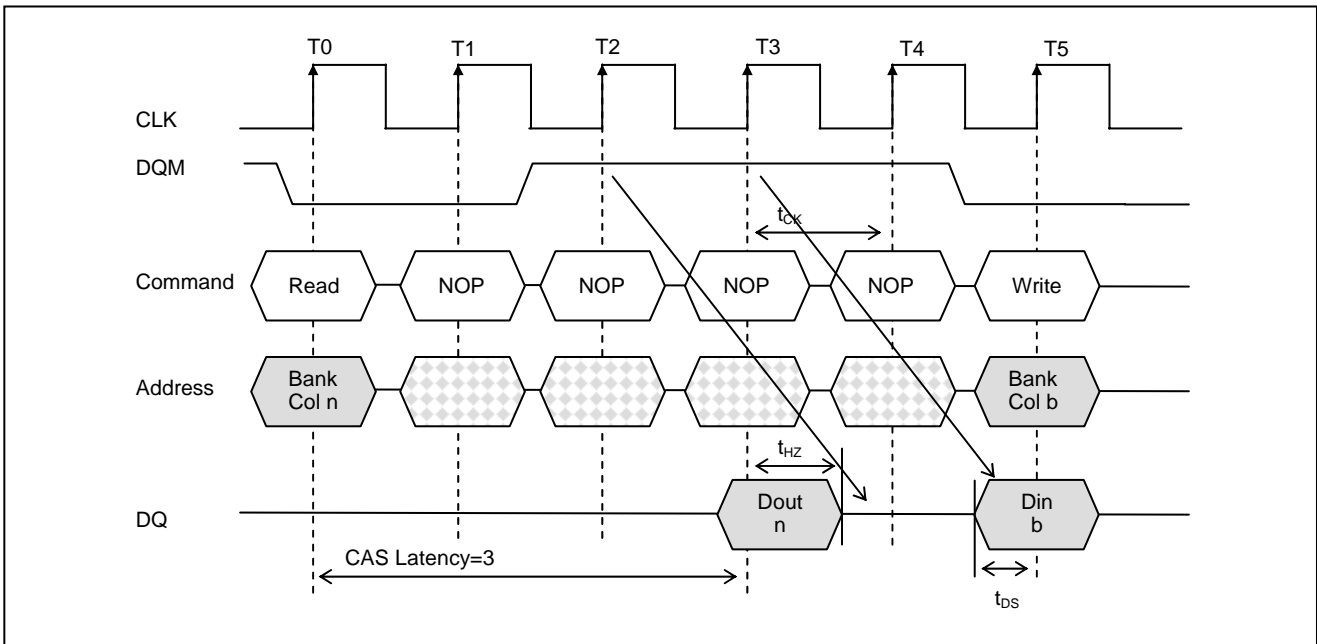 T0 T1 T2 T3 T4 T5
CLK
DQM
tCK
Command Read NOP NOP NOP NOP Write
Address Bank Col n Bank Col b
tHZ
DQ Dout n Din b
CAS Latency=3
tDS